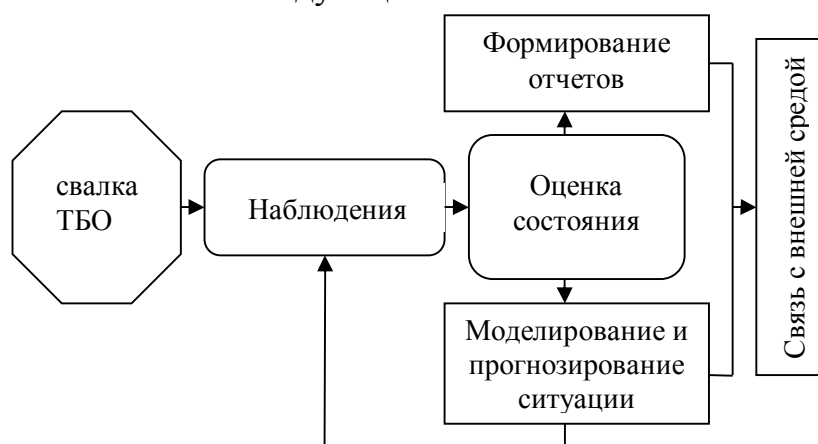 Формирование
отчетов
свалка
ТБО
Наблюдения
Оценка
состояния
Моделирование и
прогнозирование
ситуации
Связь с внешней средой